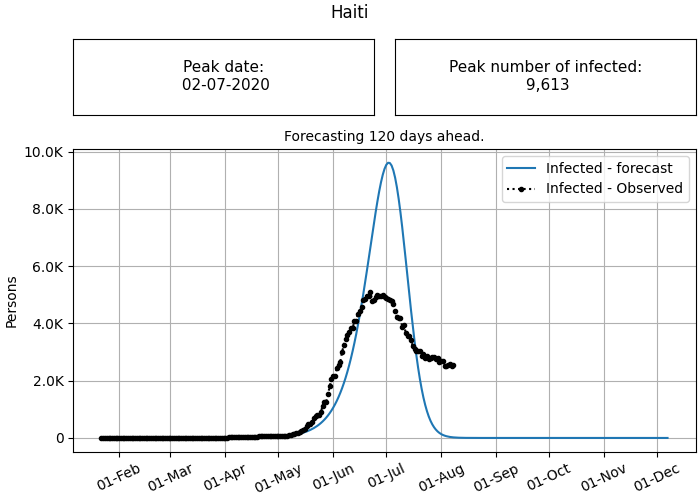 Haiti
Peak date:
02-07-2020
Peak number of infected:
9,613
Forecasting 120 days ahead.
10.0K
8.0K
6.0K
4.0K
2.0K
0
Persons
Infected - forecast
Infected - Observed
01-Feb
01-Mar
01-Apr
01-May
01-Jun
01-Jul
01-Aug
01-Sep
01-Oct
01-Nov
01-Dec